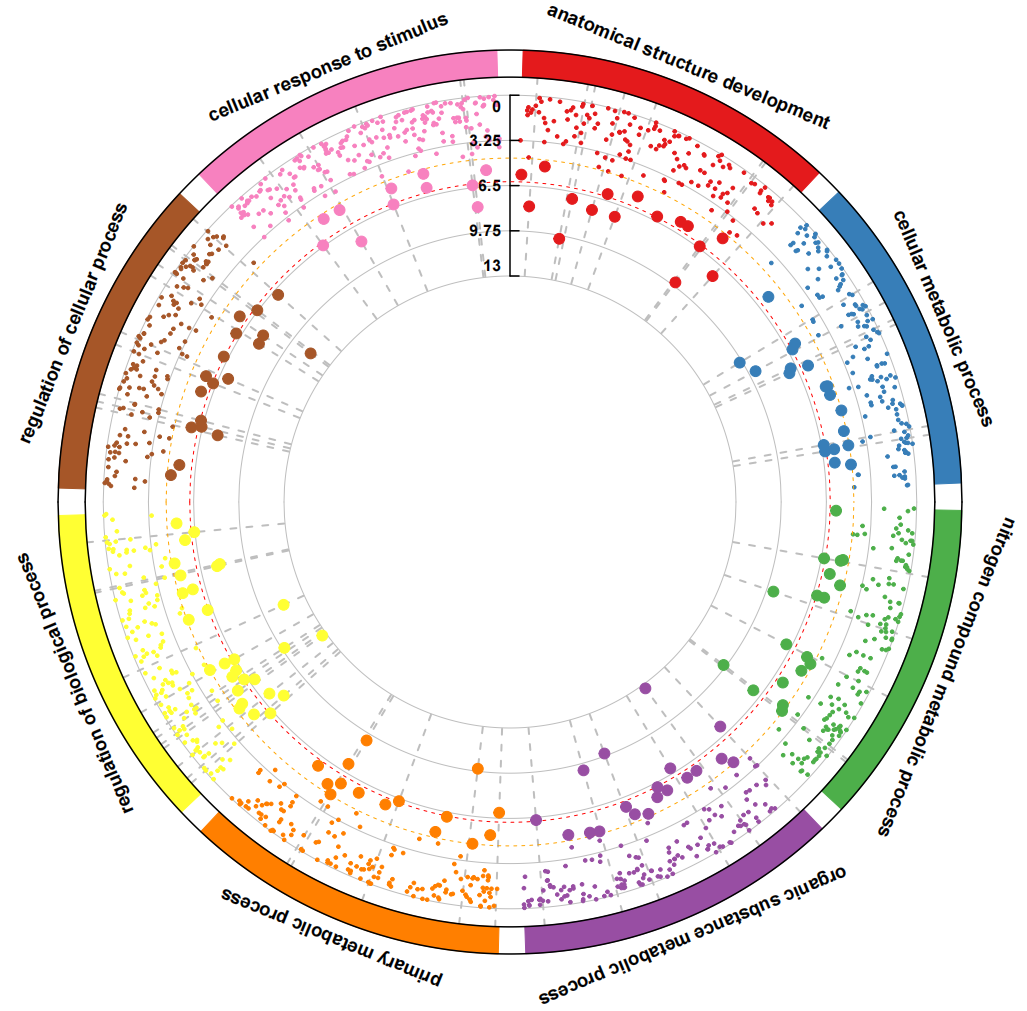 cellular response to stimulus
anatomical structure development
cellular metabolic process
nitrogen compound metabolic process
organic substance metabolic process
primary metabolic process
regulation of biological process
regulation of cellular process
0
3.25
6.5
9.75
13